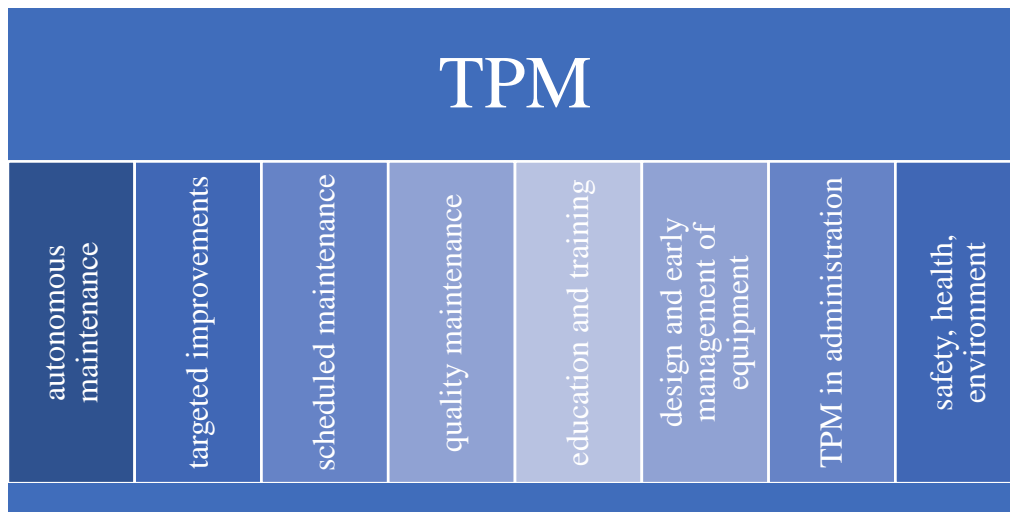 TPM
autonomous
maintenance
targeted improvements
scheduled maintenance
quality maintenance
education and training
design and early
management of
equipment
TPM in administration
safety, health,
environment